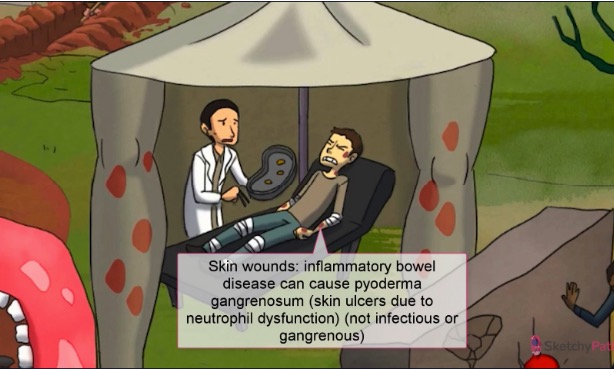 Skin wounds: inflammatory bowel
disease can cause pyoderma
gangrenosum (skin ulcers due to
neutrophil dysfunction) (not infectious or
gangrenous)
SketchyPath